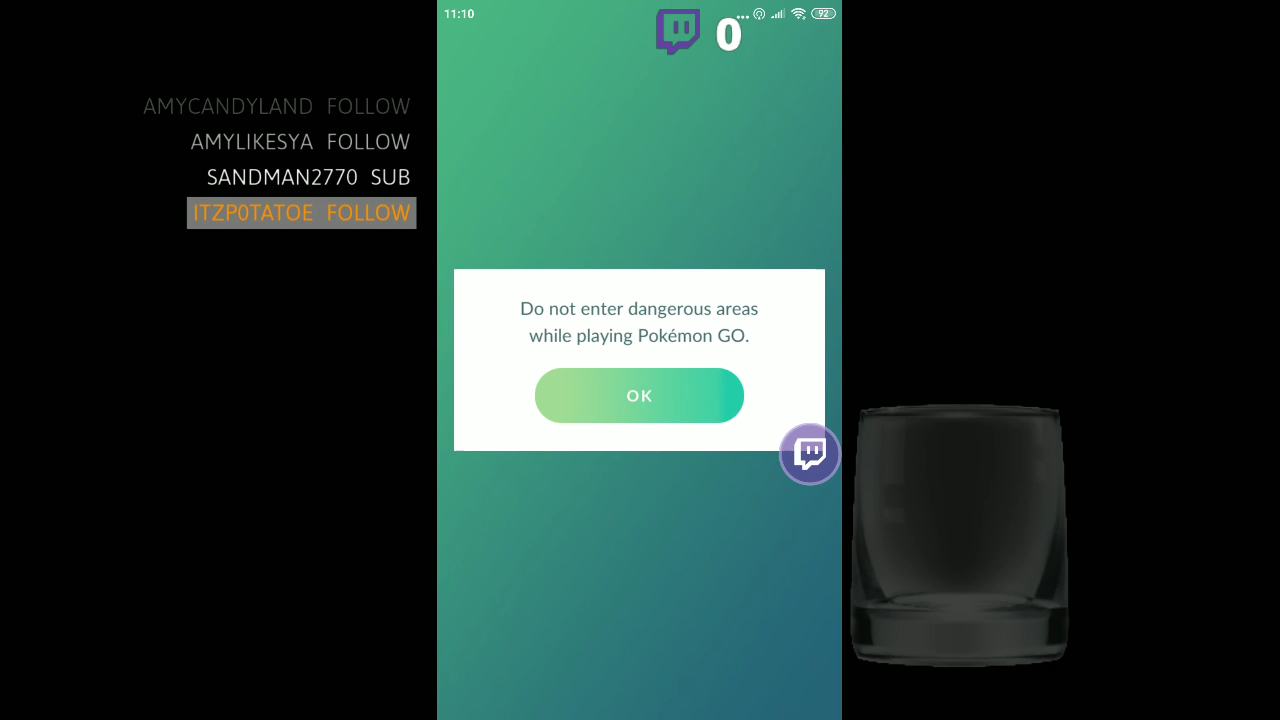 11:10
92
0
AMYCANDYLAND FOLLOW
AMYLIKESYA FOLLOW
SANDMAN2770 SUB
ITZP0TATOE FOLLOW
Do not enter dangerous areas
while playing Pokémon GO.
OK